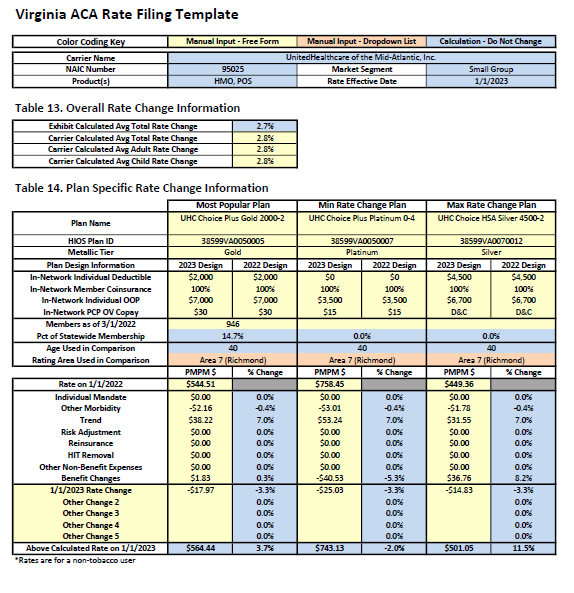 Virginia ACA Rate Filing Template
Color Coding Key Manual Input - Free Form Manual Input - Dropdown List Calculation - Do Not Change
Carrier Name UnitedHealthcare of the Mid-Atlantic, Inc.
NAIC Number 95025 Market Segment Small Group
Product(s) HMO, POS Rate Effective Date 1/1/2023
Table 13. Overall Rate Change Information
Exhibit Calculated Avg Total Rate Change 2.7%
Carrier Calculated Avg Total Rate Change 2.8%
Carrier Calculated Avg Adult Rate Change 2.8%
Carrier Calculated Avg Child Rate Change 2.8%
Table 14. Plan Specific Rate Change Information
Most Popular Plan Min Rate Change Plan Max Rate Change Plan
Plan Name UHC Choice Plus Gold 2000-2 UHC Choice Plus Platinum 0-4 UHC Choice HSA Silver 4500-2
HIOS Plan ID 38599VA0050005 38599VA0050007 38599VA0070012
Metallic Tier Gold Platinum Silver
Plan Design Information 2023 Design 2022 Design 2023 Design 2022 Design 2023 Design 2022 Design
In-Network Individual Deductible $2,000 $2,000 $0 $0 $4,500 $4,500
In-Network Member Coinsurance 100% 100% 100% 100% 100% 100%
In-Network Individual OOP $7,000 $7,000 $3,500 $3,500 $6,700 $6,700
In-Network PCP OV Copay $30 $30 $15 $15 D&C D&C
Members as of 3/1/2022 946
Pct of Statewide Membership 14.7% 0.0% 0.0%
Age Used in Comparison 40 40 40
Rating Area Used in Comparison Area 7 (Richmond) Area 7 (Richmond) Area 7 (Richmond)
PMPM $ % Change PMPM $ % Change PMPM $ % Change
Rate on 1/1/2022 $544.51 $758.45 $449.36
Individual Mandate $0.00 0.0% $0.00 0.0% $0.00 0.0%
Other Morbidity -$2.16 -0.4% -$3.01 -0.4% -$1.78 -0.4%
Trend $38.22 7.0% $53.24 7.0% $31.55 7.0%
Risk Adjustment $0.00 0.0% $0.00 0.0% $0.00 0.0%
Reinsurance $0.00 0.0% $0.00 0.0% $0.00 0.0%
HIT Removal $0.00 0.0% $0.00 0.0% $0.00 0.0%
Other Non-Benefit Expenses $0.00 0.0% $0.00 0.0% $0.00 0.0%
Benefit Changes $1.83 0.3% -$40.53 -5.3% $36.76 8.2%
1/1/2023 Rate Change -$17.97 -3.3% -$25.03 -3.3% -$14.83 -3.3%
Other Change 2 0.0% 0.0% 0.0%
Other Change 3 0.0% 0.0% 0.0%
Other Change 4 0.0% 0.0% 0.0%
Other Change 5 0.0% 0.0% 0.0%
Above Calculated Rate on 1/1/2023 $564.44 3.7% $743.13 -2.0% $501.05 11.5%
*Rates are for a non-tobacco user